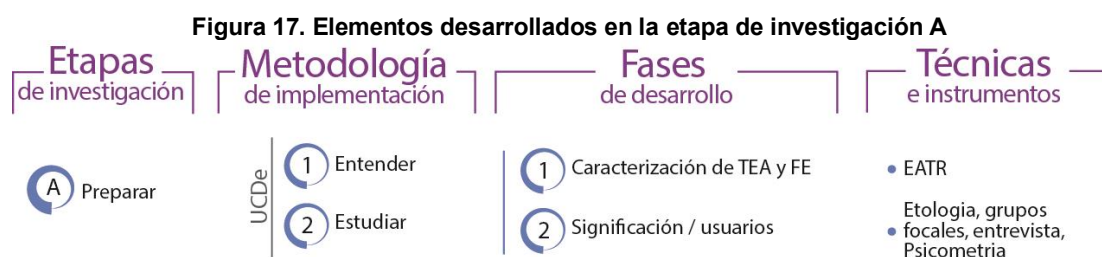 Figura 17. Elementos desarrollados en la etapa de investigación A
Etapas
de investigación
Metodología
de implementación
Fases
de desarrollo
Técnicas
e instrumentos
A Preparar
UCDe
1 Entender
2 Estudiar
1 Caracterización de TEA y FE
2 Significación / usuarios
• EATR
Etologia, grupos
• focales, entrevista,
Psicometria